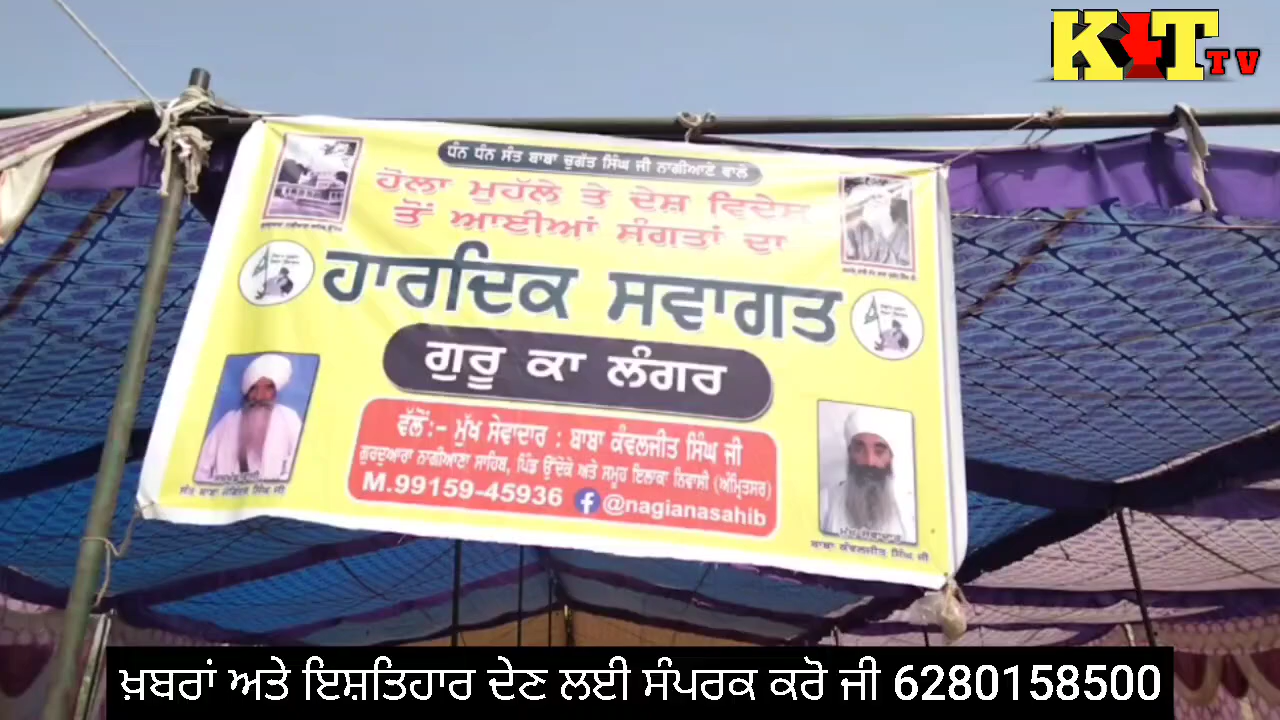 KIT TV
ਧੰਨ ਧੰਨ ਸੰਤ ਬਾਬਾ ਚੁਗੱਤ ਸਿੰਘ ਜੀ ਨਾਗੀਆਣੇ ਵਾਲੇ
ਹੋਲਾ ਮੁਹੱਲੇ ਤੇ ਦੇਸ਼ ਵਿਦੇਸ਼
ਤੋਂ ਆਈਆਂ ਸੰਗਤਾਂ ਦਾ
ਹਾਰਦਿਕ ਸਵਾਗਤ
ਗੁਰੂ ਕਾ ਲੰਗਰ
ਵੱਲੋਂ:- ਮੁੱਖ ਸੇਵਾਦਾਰ : ਬਾਬਾ ਕੰਵਲਜੀਤ ਸਿੰਘ ਜੀ
ਗੁਰਦੁਆਰਾ ਨਾਗੀਆਣਾ ਸਾਹਿਬ, ਪਿੰਡ ਉੱਦੋਕੇ ਅਤੇ ਸਮੂਹ ਇਲਾਕਾ ਨਿਵਾਸੀ (ਅੰਮ੍ਰਿਤਸਰ)
M.99159-45936 f @nagianasahib
ਮੁੱਖ ਸੇਵਾਦਾਰ
ਬਾਬਾ ਕੰਵਲਜੀਤ ਸਿੰਘ ਜੀ
ਖ਼ਬਰਾਂ ਅਤੇ ਇਸ਼ਤਿਹਾਰ ਦੇਣ ਲਈ ਸੰਪਰਕ ਕਰੋ ਜੀ 6280158500